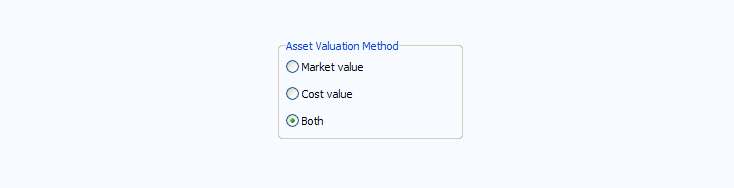 Asset Valuation Method
Market value
Cost value
Both